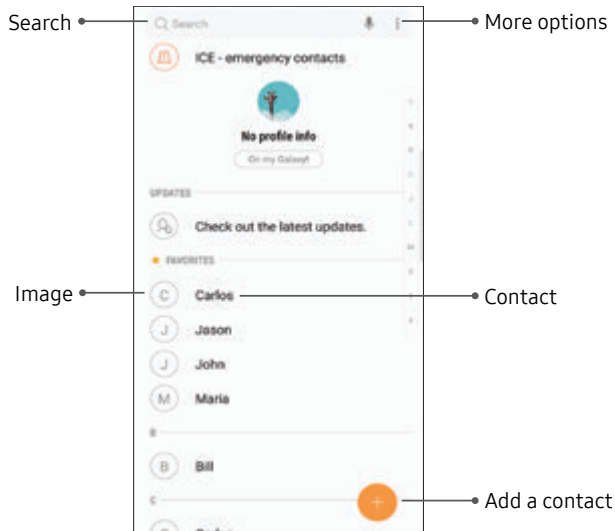 Search
More options
Search
ICE - emergency contacts
No profile info
On my Galaxy!
UPDATES
Check out the latest updates.
FAVORITES
Image
C
Carlos
Contact
J
Jason
J
John
M
Maria
B
B
Bill
C
Add a contact